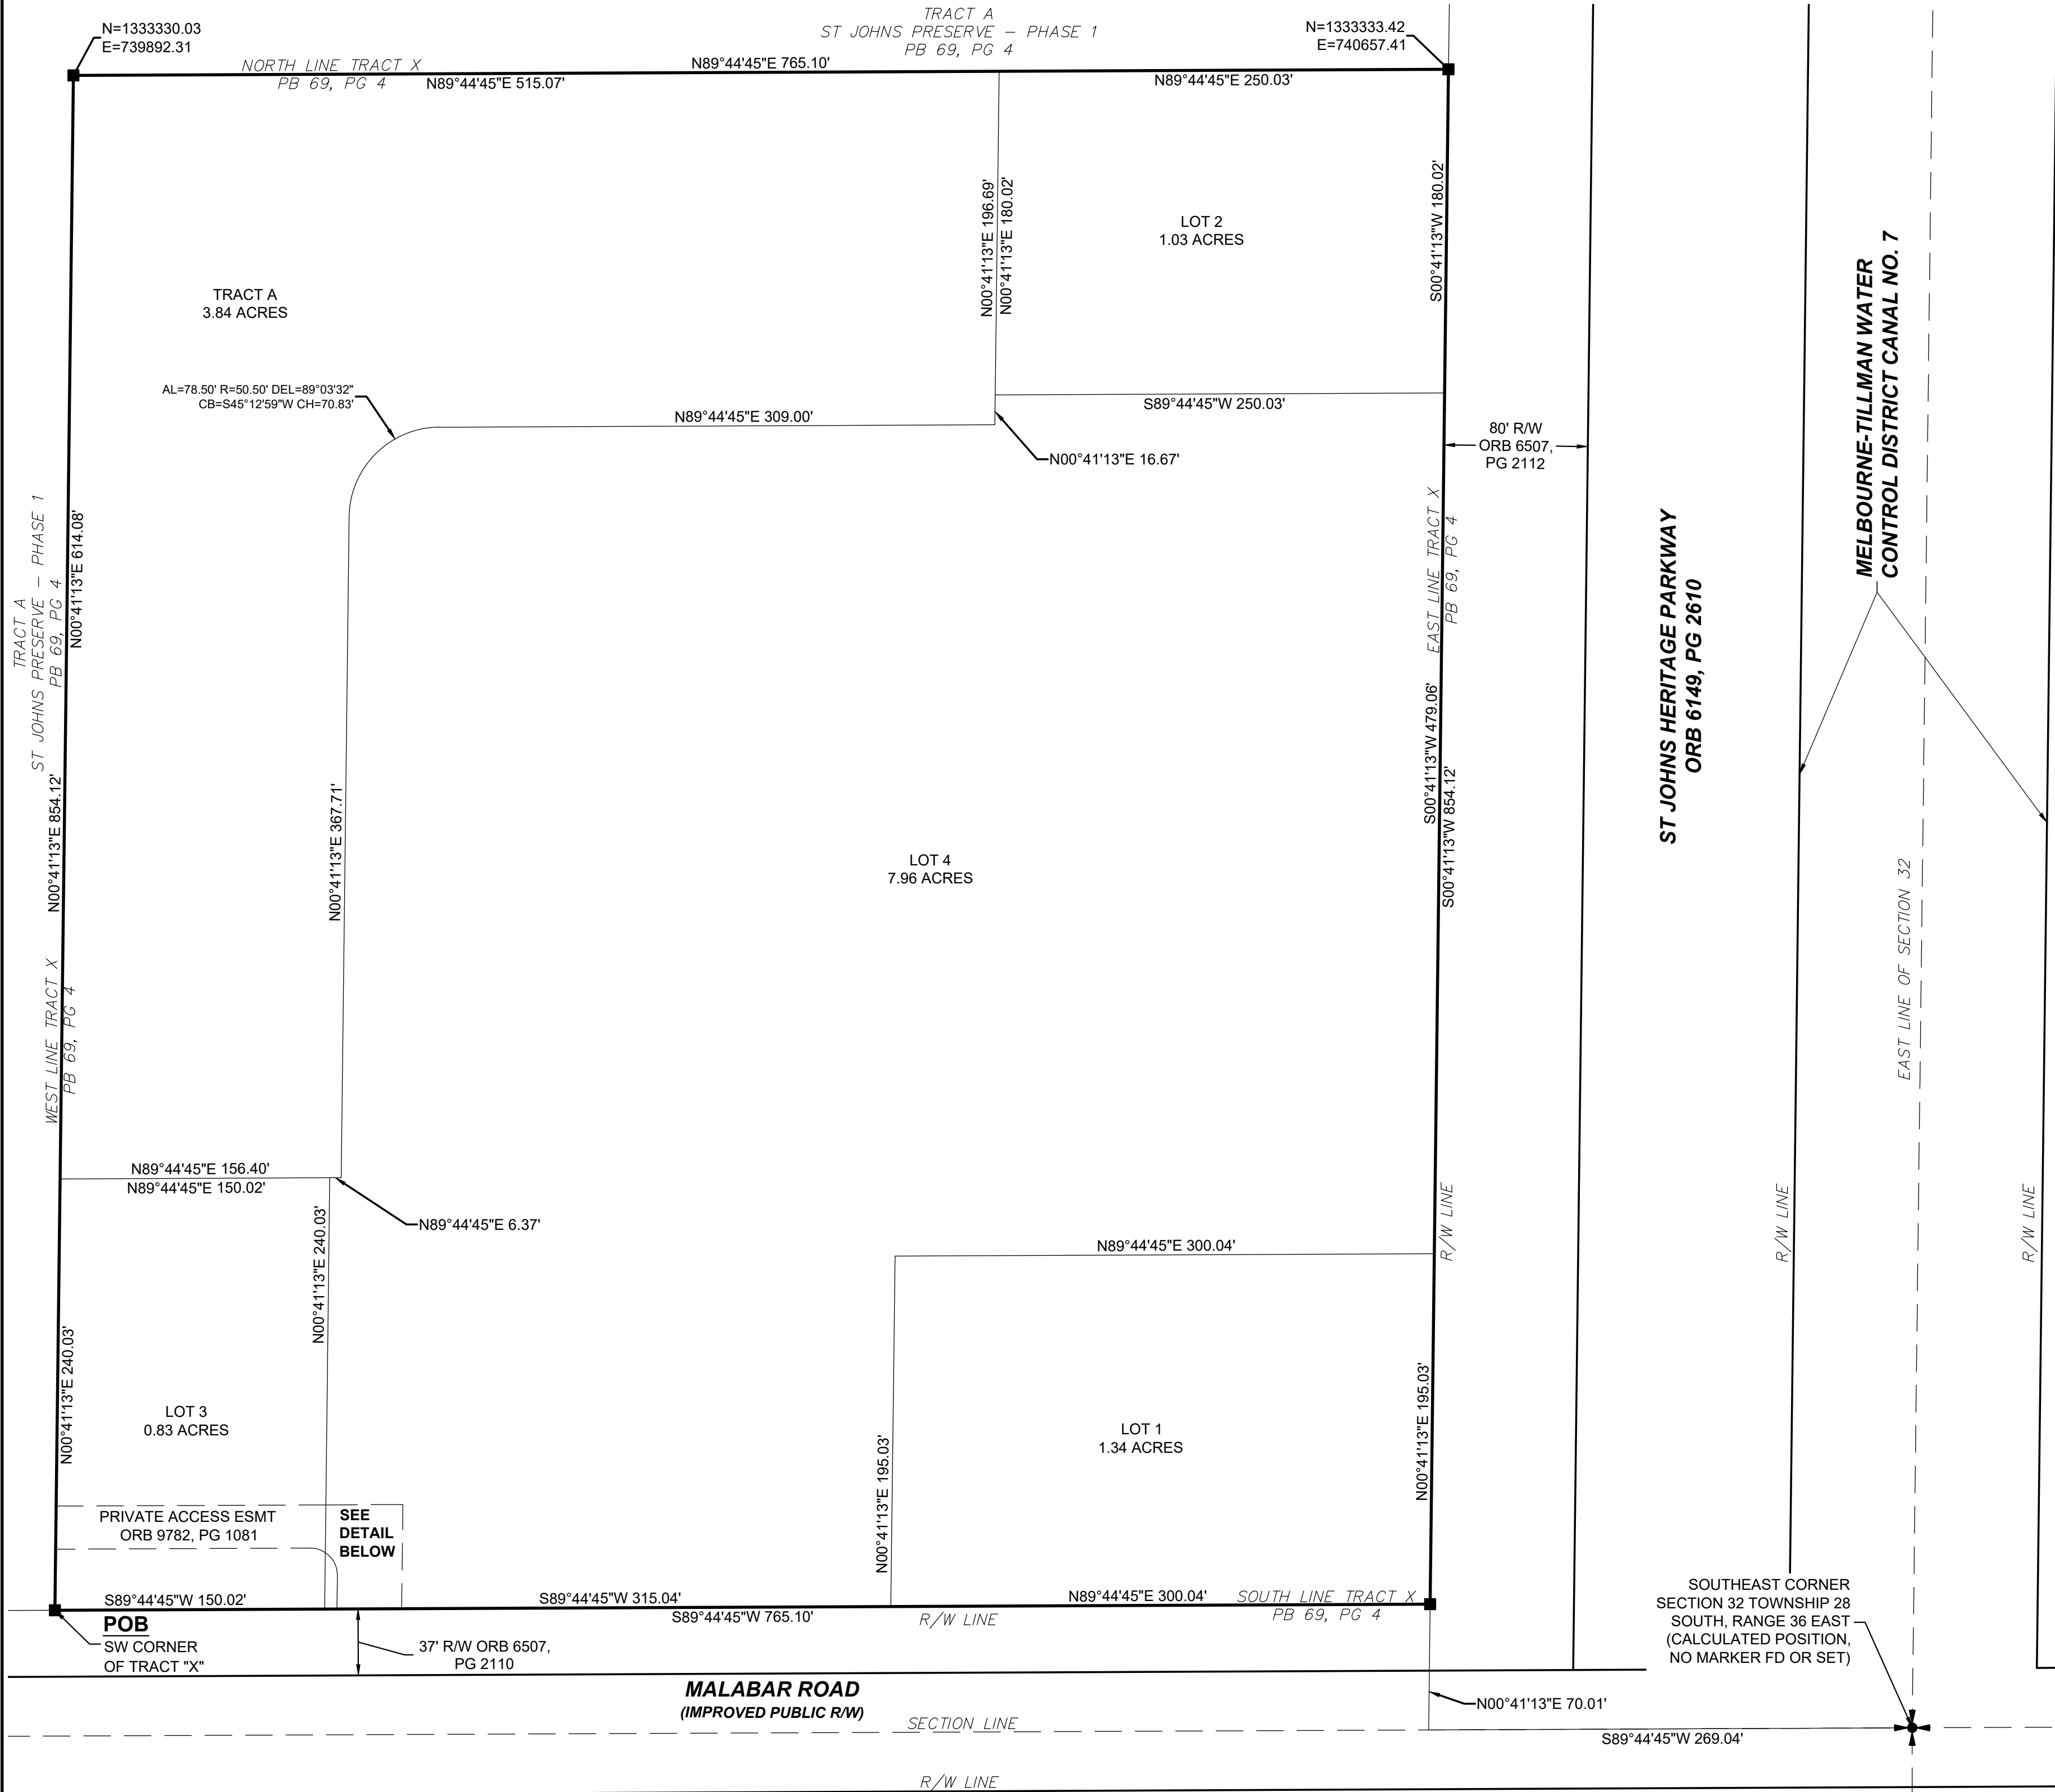 N=1333330.03
E=739892.31
TRACT A
ST JOHNS PRESERVE – PHASE 1
PB 69, PG 4
N=1333333.42
E=740657.41
NORTH LINE TRACT X
PB 69, PG 4
N89°44'45"E 765.10'
N89°44'45"E 515.07'
N89°44'45"E 250.03'
N00°41'13"E 196.69'
N00°41'13"E 180.02'
S00°41'13"W 180.02'
LOT 2
1.03 ACRES
TRACT A
3.84 ACRES
AL=78.50' R=50.50' DEL=89°03'32"
CB=S45°12'59"W CH=70.83'
N89°44'45"E 309.00'
S89°44'45"W 250.03'
N00°41'13"E 16.67'
80' R/W
ORB 6507,
PG 2112
MELBOURNE-TILLMAN WATER
CONTROL DISTRICT CANAL NO. 7
ST JOHNS HERITAGE PARKWAY
ORB 6149, PG 2610
TRACT A
ST JOHNS PRESERVE – PHASE 1
PB 69, PG 4
N00°41'13"E 614.08'
N00°41'13"E 854.12'
WEST LINE TRACT X
PB 69, PG 4
N00°41'13"E 367.71'
EAST LINE TRACT X
PB 69, PG 4
S00°41'13"W 479.06'
S00°41'13"W 854.12'
LOT 4
7.96 ACRES
EAST LINE OF SECTION 32
N89°44'45"E 156.40'
N89°44'45"E 150.02'
N89°44'45"E 6.37'
N00°41'13"E 240.03'
N00°41'13"E 240.03'
R/W LINE
R/W LINE
R/W LINE
N89°44'45"E 300.04'
LOT 3
0.83 ACRES
LOT 1
1.34 ACRES
N00°41'13"E 195.03'
N00°41'13"E 195.03'
PRIVATE ACCESS ESMT
ORB 9782, PG 1081
SEE
DETAIL
BELOW
S89°44'45"W 150.02'
S89°44'45"W 315.04'
N89°44'45"E 300.04'
SOUTH LINE TRACT X
PB 69, PG 4
S89°44'45"W 765.10'
R/W LINE
POB
SW CORNER
OF TRACT "X"
37' R/W ORB 6507,
PG 2110
SOUTHEAST CORNER
SECTION 32 TOWNSHIP 28
SOUTH, RANGE 36 EAST
(CALCULATED POSITION,
NO MARKER FD OR SET)
MALABAR ROAD
(IMPROVED PUBLIC R/W)
SECTION LINE
N00°41'13"E 70.01'
S89°44'45"W 269.04'
R/W LINE